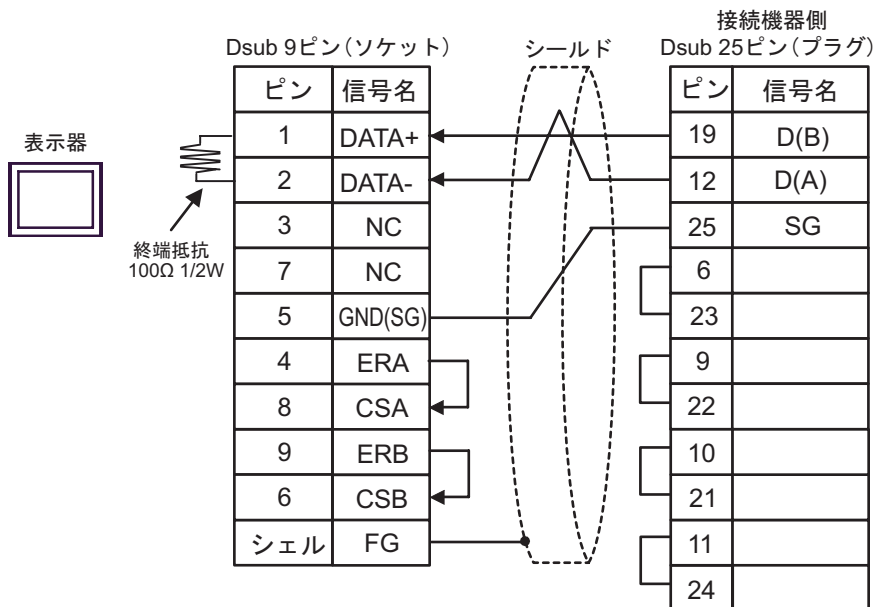 接続機器側
Dsub 9ピン（ソケット）
シールド
Dsub 25ピン（プラグ）
ピン 信号名
1 DATA+
2 DATA-
3 NC
7 NC
5 GND(SG)
4 ERA
8 CSA
9 ERB
6 CSB
シェル FG
表示器
終端抵抗
100Ω 1/2W
ピン 信号名
19 D(B)
12 D(A)
25 SG
6
23
9
22
10
21
11
24